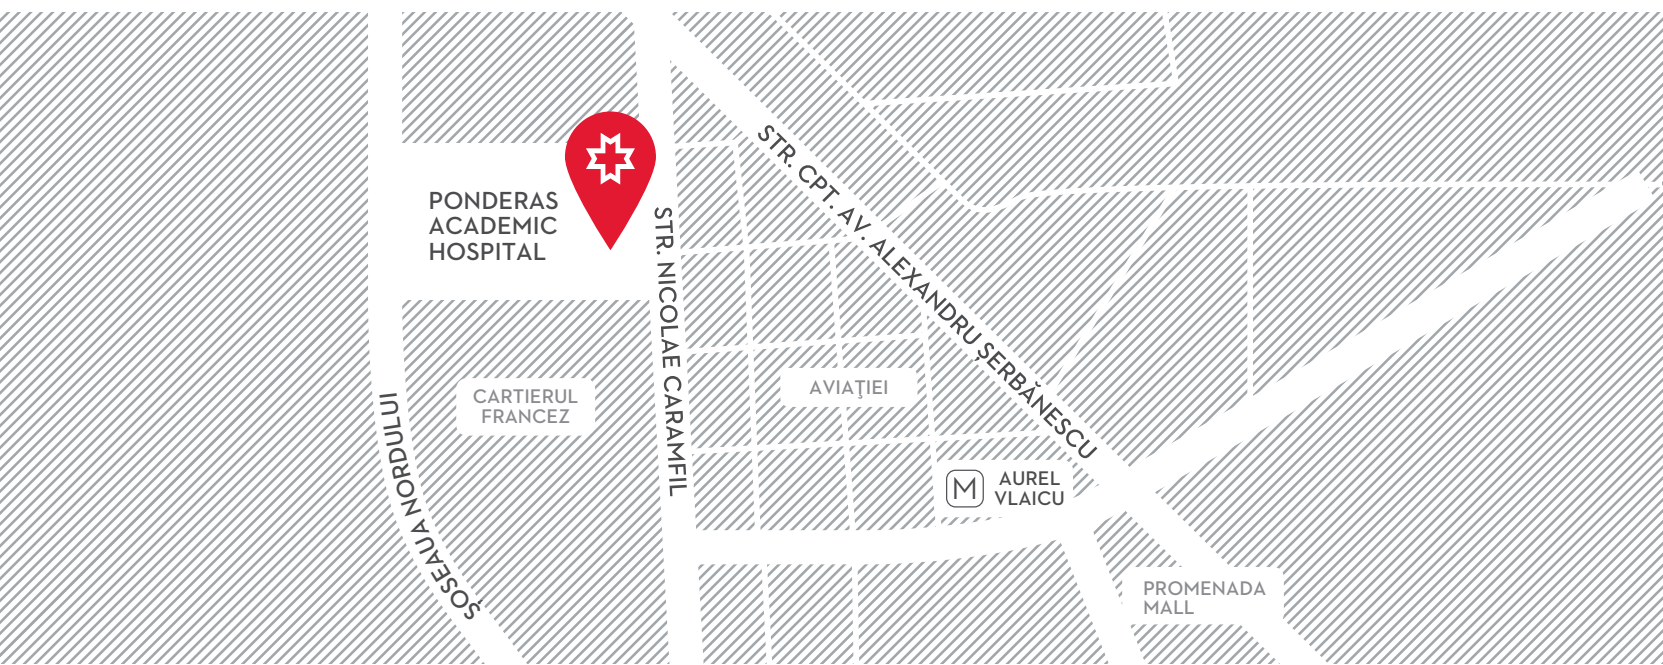 STR. CPT. AV. ALEXANDRU ȘERBĂNESCU
PONDERAS
ACADEMIC
HOSPITAL
STR. NICOLAE CARAMFIL
CARTIERUL
FRANCEZ
AVIAŢIEI
ȘOSEAUA NORDULUI
M
AUREL
VLAICU
PROMENADA
MALL